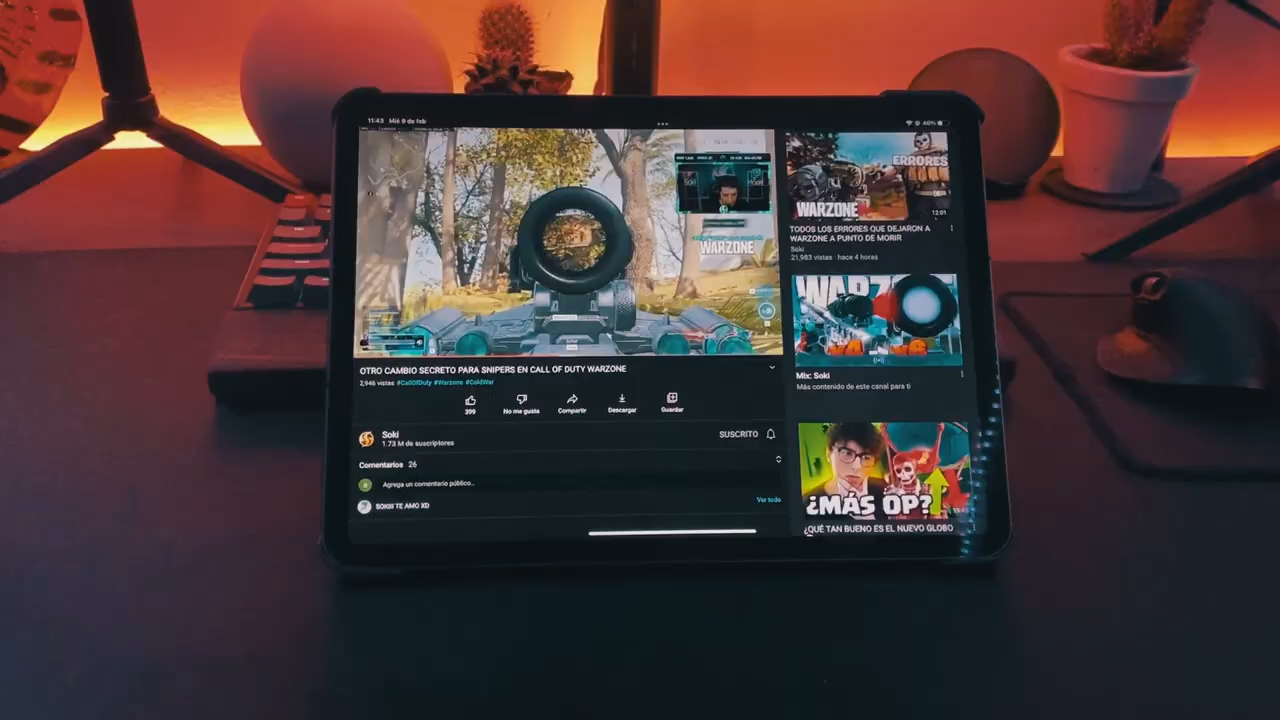 11:43 Mié 9 de feb
40%
WARZONE
OTRO CAMBIO SECRETO PARA SNIPERS EN CALL OF DUTY WARZONE
2,946 vistas #CallOfDuty #Warzone #ColdWar
399
No me gusta
Compartir
Descargar
Guardar
Soki
1.73 M de suscriptores
SUSCRITO
Comentarios 26
Agrega un comentario público...
SOKIII TE AMO XD
Ver todo
ERRORES
WARZONE
12:01
TODOS LOS ERRORES QUE DEJARON A
WARZONE A PUNTO DE MORIR
Soki
21,983 vistas · hace 4 horas
WARZONE
Mix: Soki
Más contenido de este canal para ti
¿MÁS OP?
¿QUÉ TAN BUENO ES EL NUEVO GLOBO